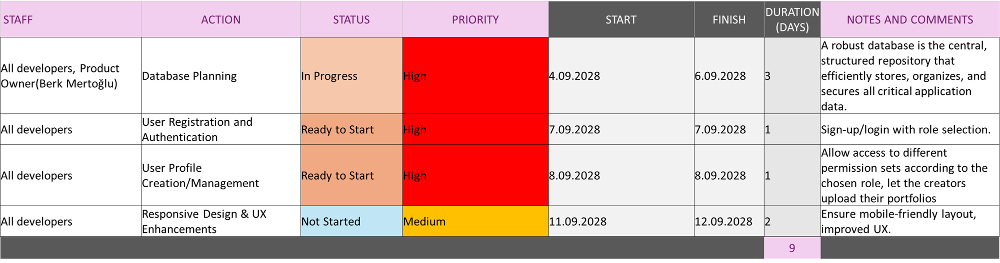 STAFF
ACTION
STATUS
PRIORITY
START
FINISH
DURATION
(DAYS)
NOTES AND COMMENTS
All developers, Product
Owner(Berk Mertoğlu)
Database Planning
In Progress
High
4.09.2028
6.09.2028
3
A robust database is the central,
structured repository that
efficiently stores, organizes, and
secures all critical application
data.
All developers
User Registration and
Authentication
Ready to Start
High
7.09.2028
7.09.2028
1
Sign-up/login with role selection.
All developers
User Profile
Creation/Management
Ready to Start
High
8.09.2028
8.09.2028
1
Allow access to different
permission sets according to the
chosen role, let the creators
upload their portfolios
All developers
Responsive Design & UX
Enhancements
Not Started
Medium
11.09.2028
12.09.2028
2
Ensure mobile-friendly layout,
improved UX.
9